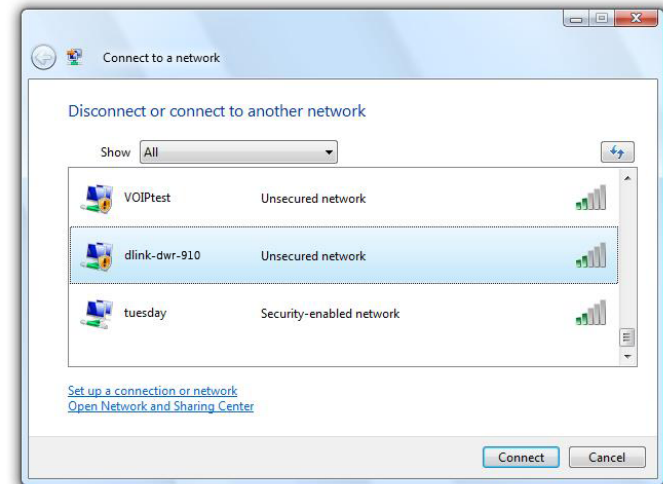 Connect to a network
Disconnect or connect to another network
Show All
VOIPtest Unsecured network
dlink-dwr-910 Unsecured network
tuesday Security-enabled network
Set up a connection or network
Open Network and Sharing Center
Connect Cancel